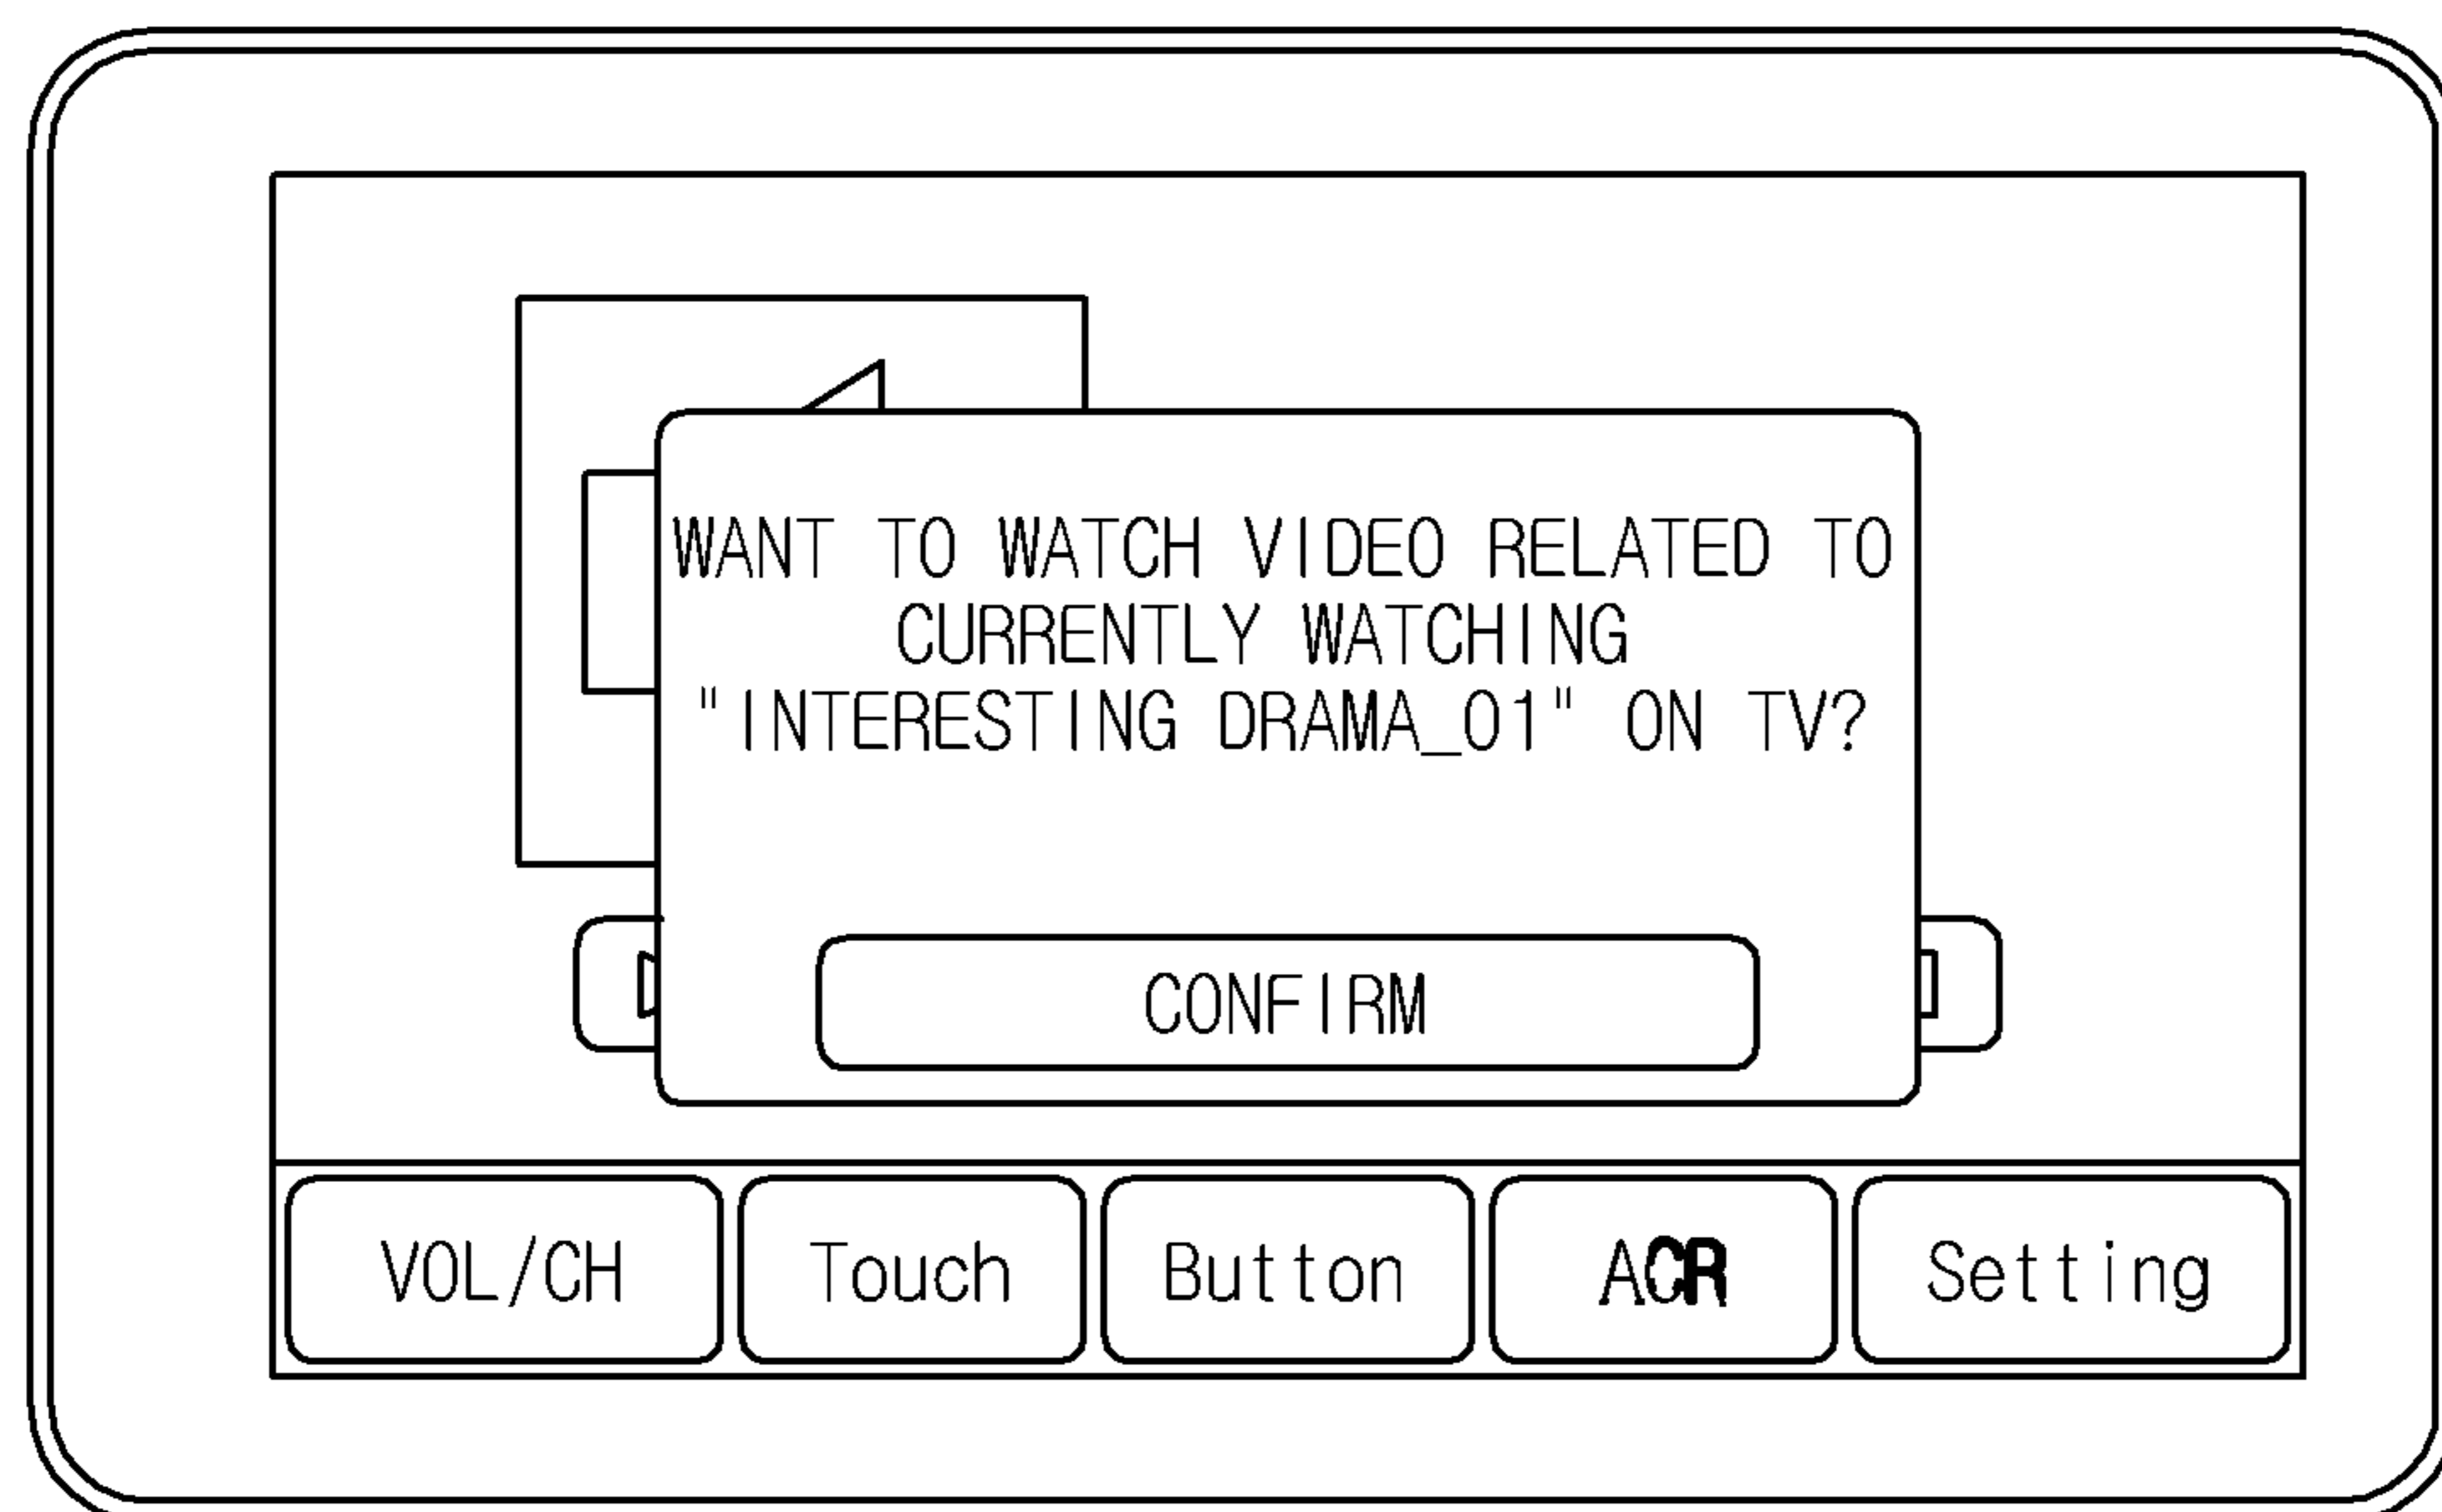 WANT TO WATCH VIDEO RELATED TO
CURRENTLY WATCHING
"INTERESTING DRAMA_01" ON TV?
CONFIRM
VOL/CH Touch Button ACR Setting